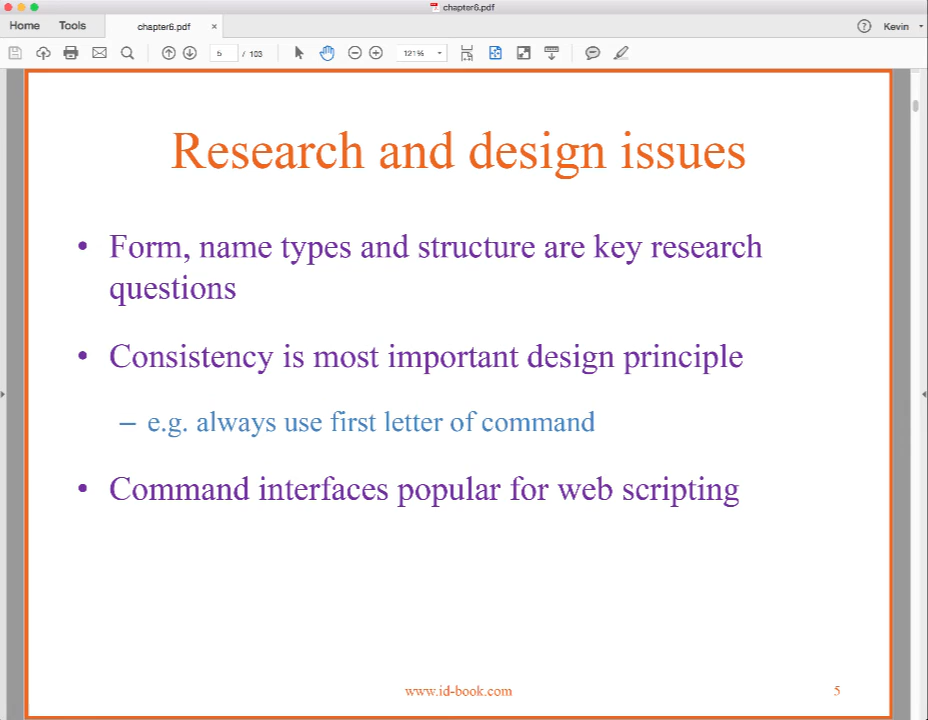 chapter6.pdf
Home Tools chapter6.pdf × ? Kevin
5 / 103 121%
Research and design issues
• Form, name types and structure are key research
questions
• Consistency is most important design principle
– e.g. always use first letter of command
• Command interfaces popular for web scripting
www.id-book.com 5